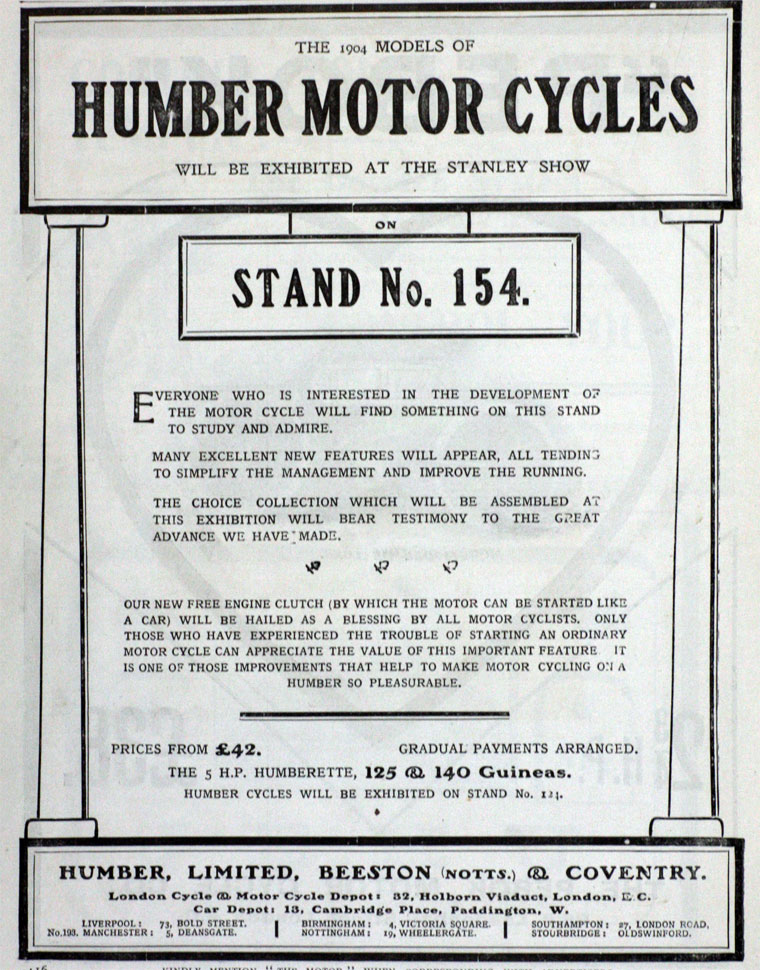 THE 1904 MODELS OF
HUMBER MOTOR CYCLES
WILL BE EXHIBITED AT THE STANLEY SHOW
ON
STAND No. 154.
EVERYONE WHO IS INTERESTED IN THE DEVELOPMENT OF
THE MOTOR CYCLE WILL FIND SOMETHING ON THIS STAND
TO STUDY AND ADMIRE.
MANY EXCELLENT NEW FEATURES WILL APPEAR, ALL TENDING
TO SIMPLIFY THE MANAGEMENT AND IMPROVE THE RUNNING.
THE CHOICE COLLECTION WHICH WILL BE ASSEMBLED AT
THIS EXHIBITION WILL BEAR TESTIMONY TO THE GREAT
ADVANCE WE HAVE MADE.
OUR NEW FREE ENGINE CLUTCH (BY WHICH THE MOTOR CAN BE STARTED LIKE
A CAR) WILL BE HAILED AS A BLESSING BY ALL MOTOR CYCLISTS. ONLY
THOSE WHO HAVE EXPERIENCED THE TROUBLE OF STARTING AN ORDINARY
MOTOR CYCLE CAN APPRECIATE THE VALUE OF THIS IMPORTANT FEATURE IT
IS ONE OF THOSE IMPROVEMENTS THAT HELP TO MAKE MOTOR CYCLING ON A
HUMBER SO PLEASURABLE.
PRICES FROM £42. GRADUAL PAYMENTS ARRANGED.
THE 5 H.P. HUMBERETTE, 125 & 140 Guineas.
HUMBER CYCLES WILL BE EXHIBITED ON STAND No. 124.
HUMBER, LIMITED, BEESTON (NOTTS.) & COVENTRY.
London Cycle & Motor Cycle Depot: 32, Holborn Viaduct, London, E.C.
Car Depot: 13, Cambridge Place, Paddington, W.
LIVERPOOL: 73, BOLD STREET. BIRMINGHAM: 4, VICTORIA SQUARE. SOUTHAMPTON: 27, LONDON ROAD.
No.193. MANCHESTER: 5, DEANSGATE. NOTTINGHAM: 19, WHEELERGATE. STOURBRIDGE: OLDSWINFORD.